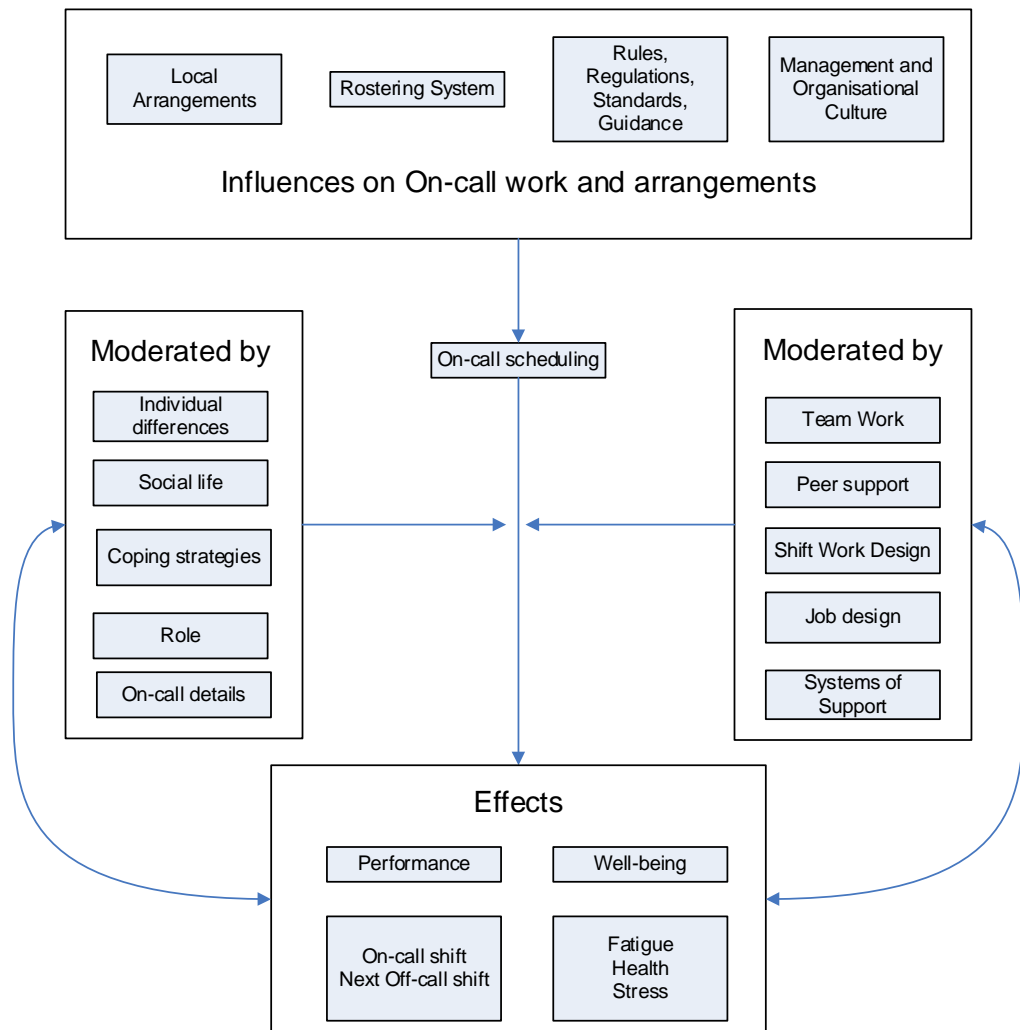 Local
Arrangements
Rostering System
Rules,
Regulations,
Standards,
Guidance
Management and
Organisational
Culture
Influences on On-call work and arrangements
Moderated by
Individual
differences
Social life
Coping strategies
Role
On-call details
On-call scheduling
Moderated by
Team Work
Peer support
Shift Work Design
Job design
Systems of
Support
Effects
Performance
Well-being
On-call shift
Next Off-call shift
Fatigue
Health
Stress